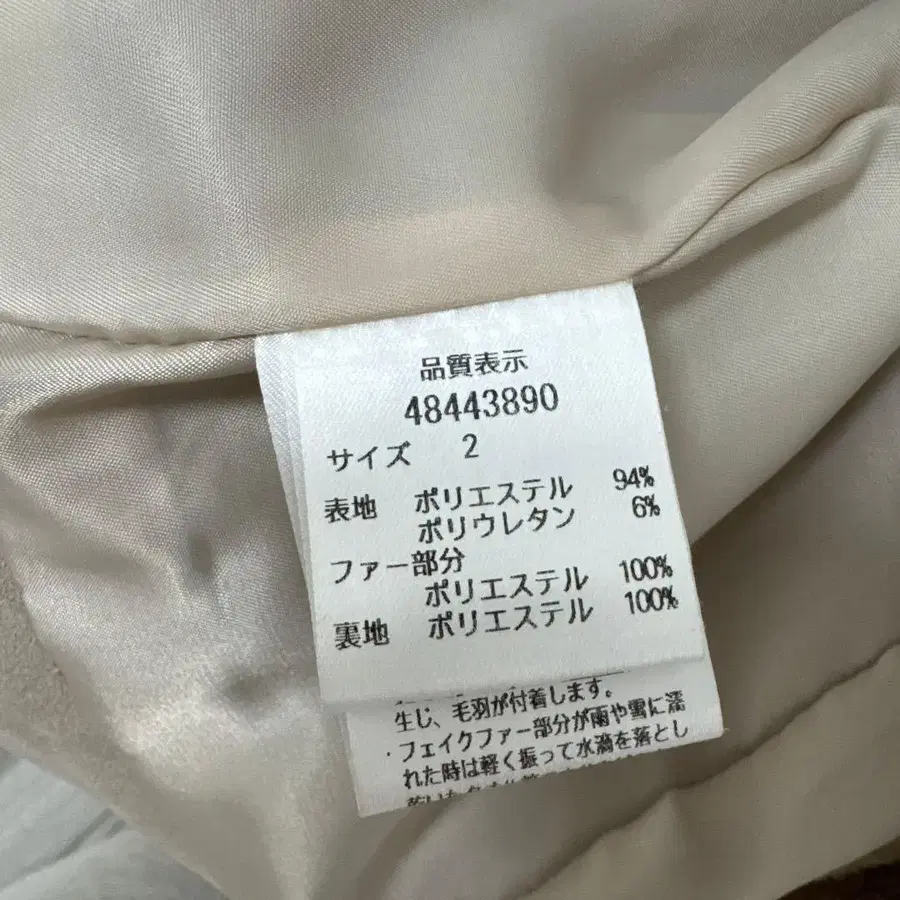 品質表示
48443890
サイズ 2
表地 ポリエステル 94%
ポリウレタン 6%
ファー部分
ポリエステル 100%
裏地 ポリエステル 100%
生じ、毛羽が付着します。
・フェイクファー部分が雨や雪に濡
れた時は軽く振って水滴を落とし